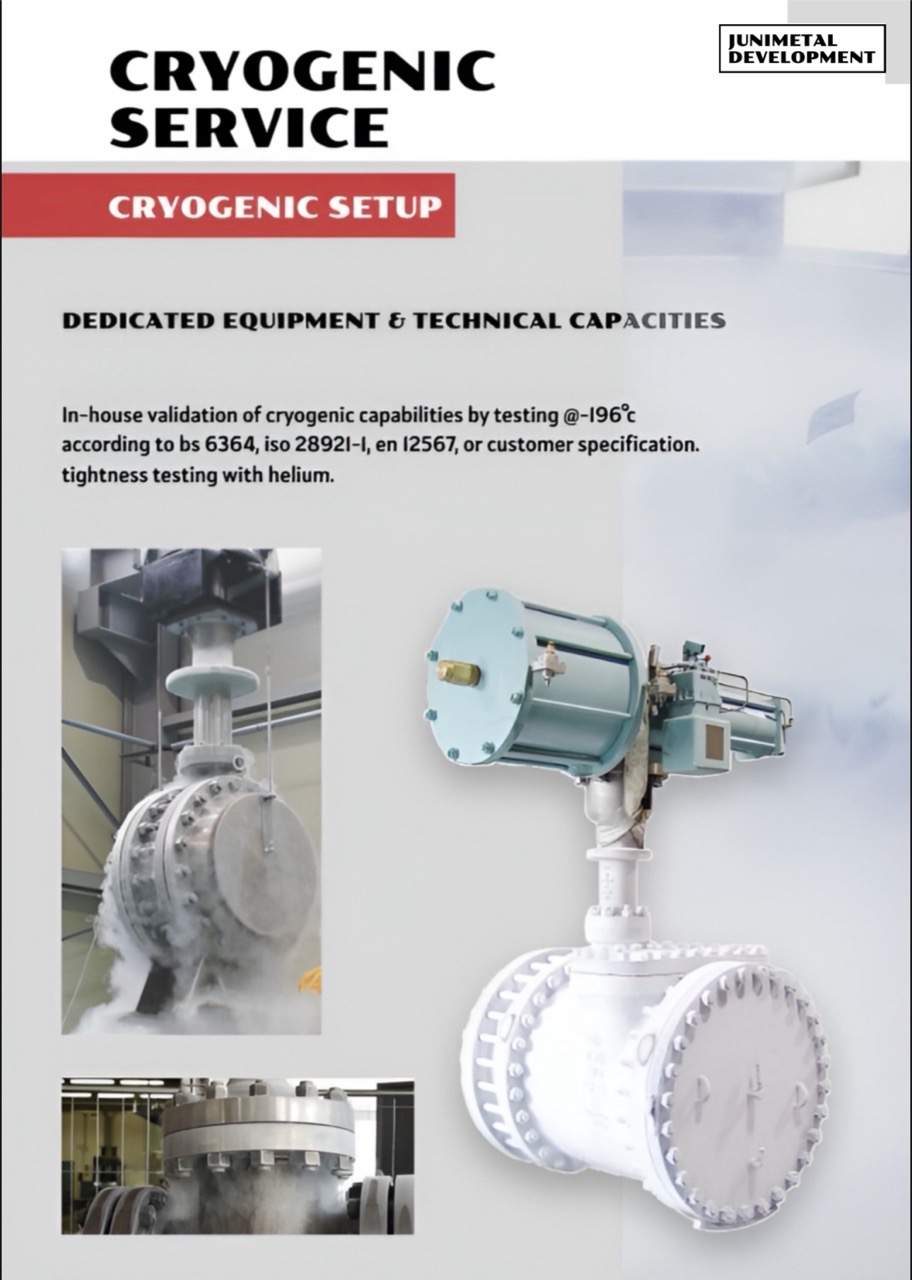 CRYOGENIC
SERVICE
JUNIMETAL
DEVELOPMENT
CRYOGENIC SETUP
DEDICATED EQUIPMENT & TECHNICAL CAPACITIES
In-house validation of cryogenic capabilities by testing @-196°c
according to bs 6364, iso 28921-1, en 12567, or customer specification.
tightness testing with helium.